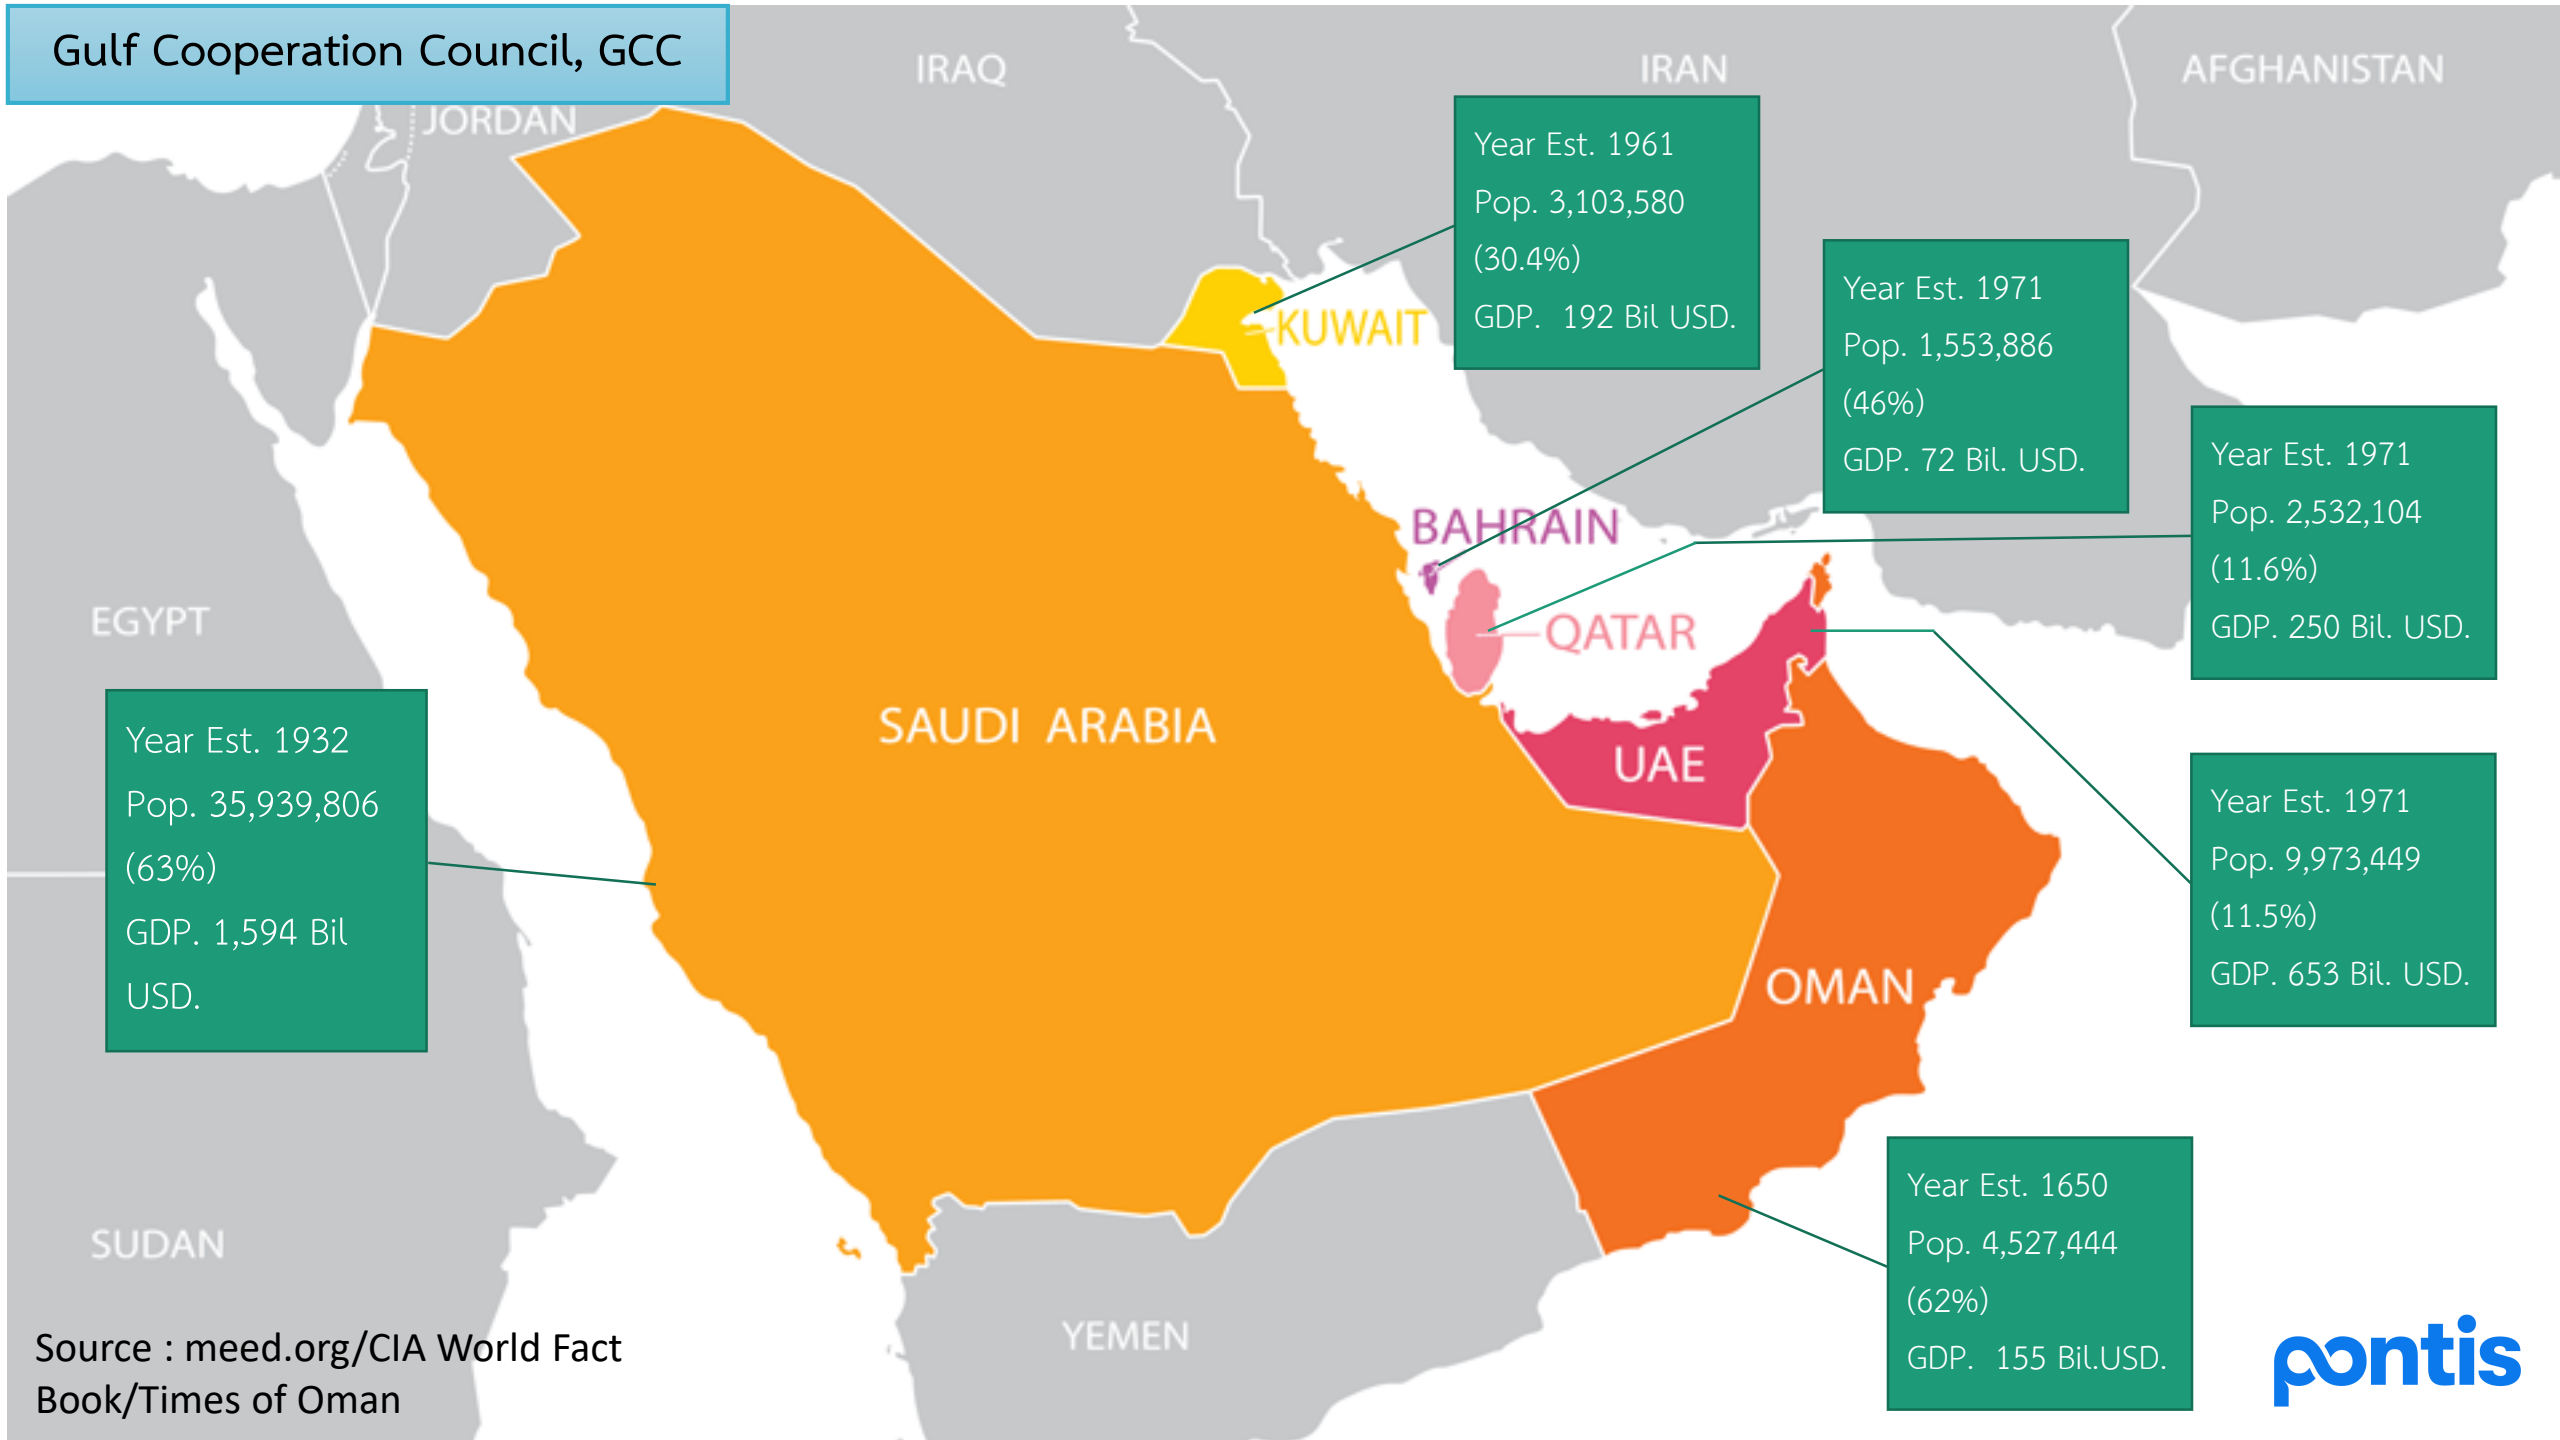 Gulf Cooperation Council, GCC
IRAQ
IRAN
AFGHANISTAN
JORDAN
Year Est. 1961
Pop. 3,103,580
(30.4%)
GDP.  192 Bil USD.
KUWAIT
Year Est. 1971
Pop. 1,553,886
(46%)
GDP. 72 Bil. USD.
BAHRAIN
Year Est. 1971
Pop. 2,532,104
(11.6%)
GDP. 250 Bil. USD.
EGYPT
QATAR
SAUDI ARABIA
UAE
Year Est. 1932
Pop. 35,939,806
(63%)
GDP. 1,594 Bil
USD.
Year Est. 1971
Pop. 9,973,449
(11.5%)
GDP. 653 Bil. USD.
OMAN
Year Est. 1650
Pop. 4,527,444
(62%)
GDP.  155 Bil.USD.
SUDAN
YEMEN
Source : meed.org/CIA World Fact
Book/Times of Oman
pontis